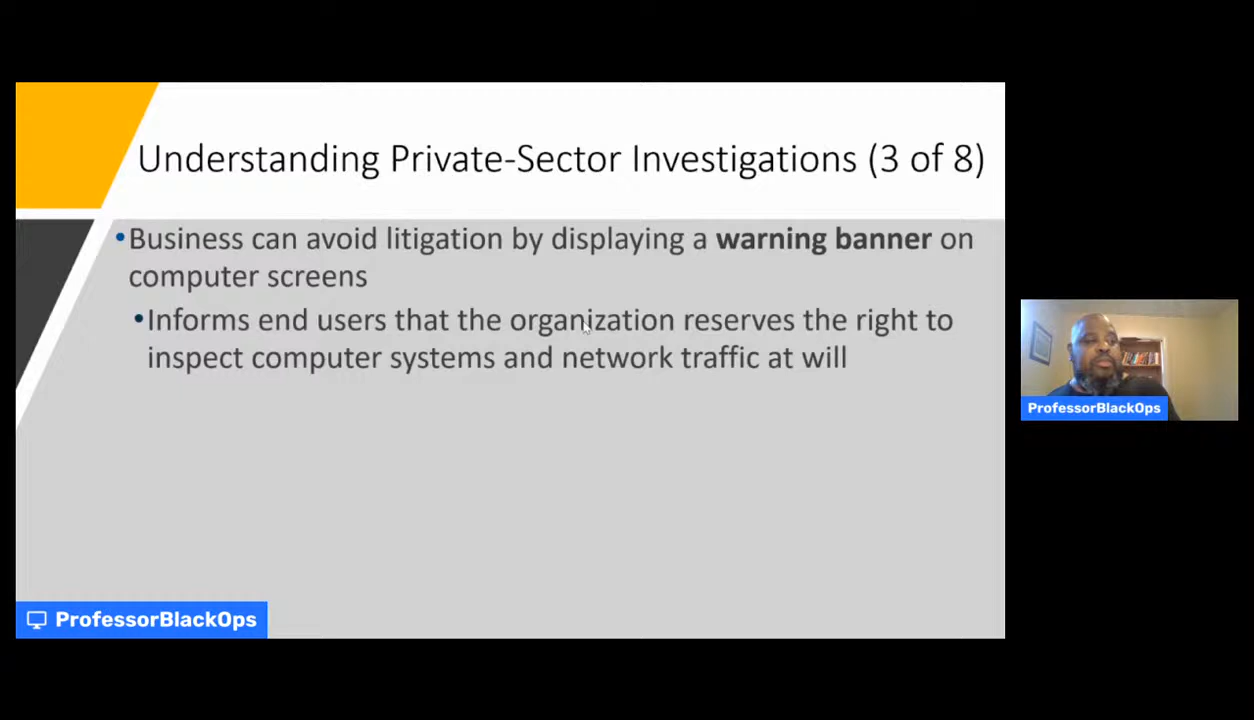 Understanding Private-Sector Investigations (3 of 8)
•Business can avoid litigation by displaying a warning banner on
computer screens
•Informs end users that the organization reserves the right to
inspect computer systems and network traffic at will
ProfessorBlackOps
ProfessorBlackOps